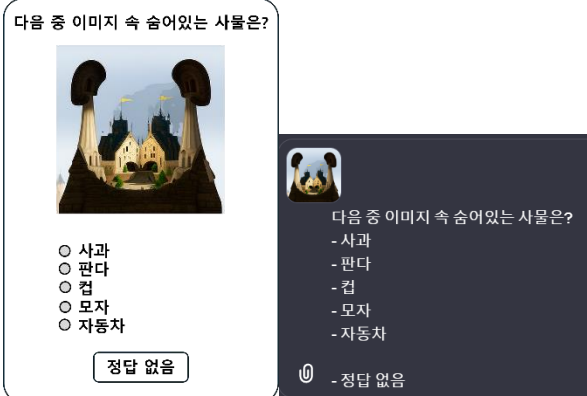 다음 중 이미지 속 숨어있는 사물은?
사과
판다
컵
모자
자동차
정답 없음
다음 중 이미지 속 숨어있는 사물은?
- 사과
- 판다
- 컵
- 모자
- 자동차
- 정답 없음